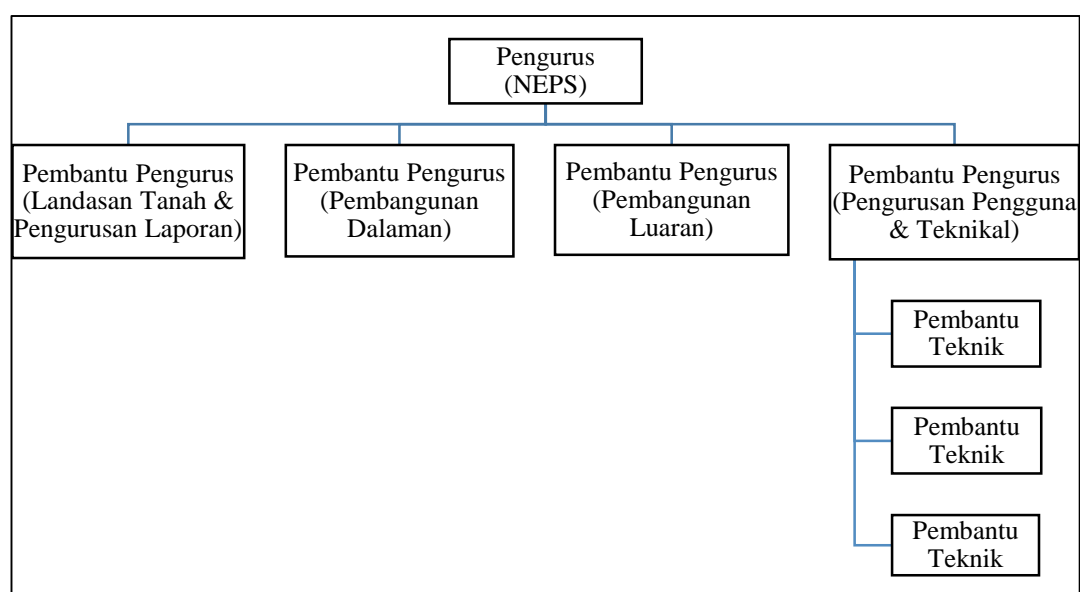 Pengurus
(NEPS)
Pembantu Pengurus
(Landasan Tanah &
Pengurusan Laporan)
Pembantu Pengurus
(Pembangunan
Dalaman)
Pembantu Pengurus
(Pembangunan
Luaran)
Pembantu Pengurus
(Pengurusan Pengguna
& Teknikal)
Pembantu
Teknik
Pembantu
Teknik
Pembantu
Teknik